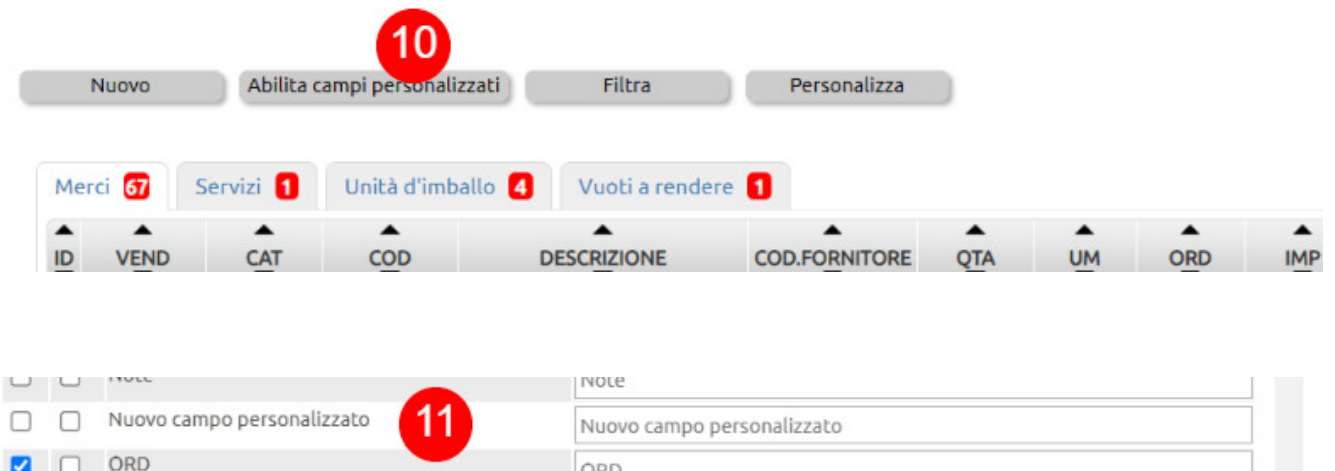 10
Nuovo Abilita campi personalizzati Filtra Personalizza
Merci 67 Servizi 1 Unità d'imballo 4 Vuoti a rendere 1
ID VEND CAT COD DESCRIZIONE COD.FORNITORE QTA UM ORD IMP
Note Note
Nuovo campo personalizzato 11 Nuovo campo personalizzato
ORD ORD